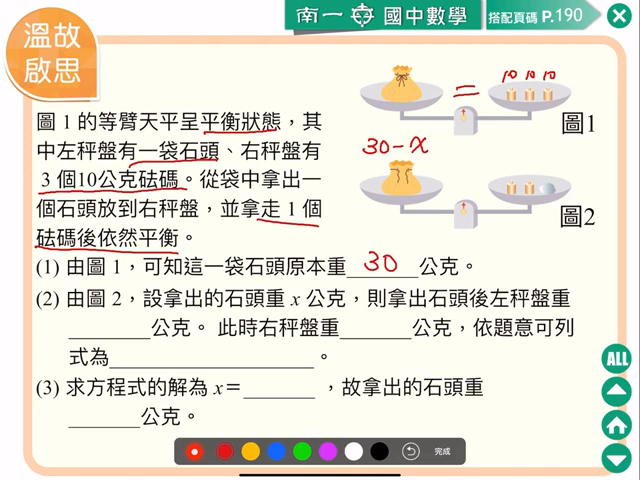 南一 國中數學
搭配頁碼 P.190
溫故
啟思
10 10 10
=
圖1
30-x
圖2
圖 1 的等臂天平呈平衡狀態，其
中左秤盤有一袋石頭、右秤盤有
3 個10公克砝碼。從袋中拿出一
個石頭放到右秤盤，並拿走 1 個
砝碼後依然平衡。
(1) 由圖 1，可知這一袋石頭原本重 30 公克。
(2) 由圖 2，設拿出的石頭重 x 公克，則拿出石頭後左秤盤重
________公克。 此時右秤盤重_______公克，依題意可列
式為____________________。
(3) 求方程式的解為 x＝_______ ，故拿出的石頭重
_______公克。
ALL
完成